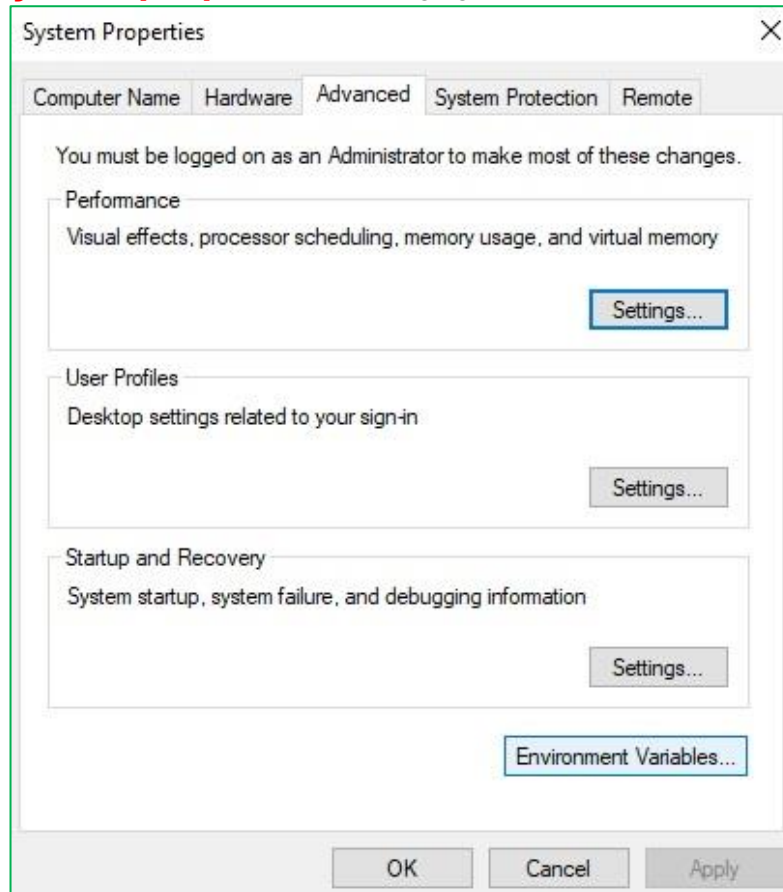 System Properties
Computer Name Hardware Advanced System Protection Remote
You must be logged on as an Administrator to make most of these changes.
Performance
Visual effects, processor scheduling, memory usage, and virtual memory
Settings...
User Profiles
Desktop settings related to your sign-in
Settings...
Startup and Recovery
System startup, system failure, and debugging information
Settings...
Environment Variables...
OK Cancel Apply